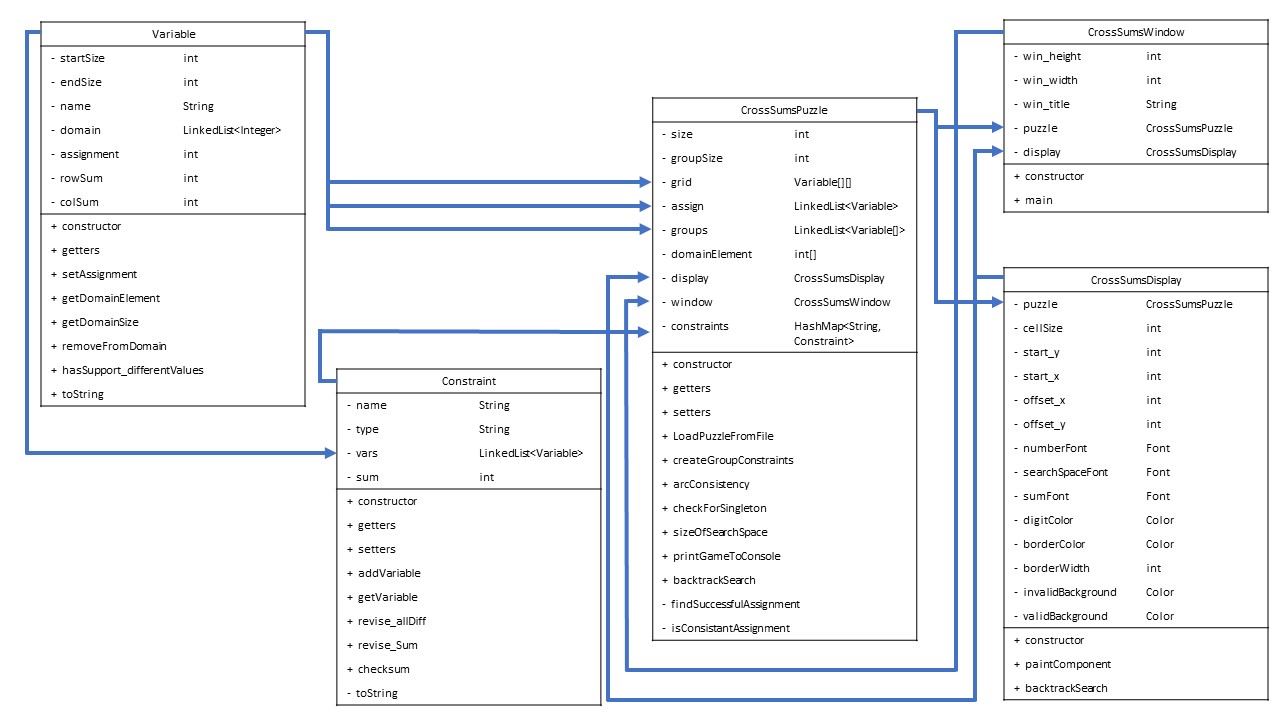 Variable
- startSize int
- endSize int
- name String
- domain LinkedList<Integer>
- assignment int
- rowSum int
- colSum int
+ constructor
+ getters
+ setAssignment
+ getDomainElement
+ getDomainSize
+ removeFromDomain
+ hasSupport_differentValues
+ toString
Constraint
- name String
- type String
- vars LinkedList<Variable>
- sum int
+ constructor
+ getters
+ setters
+ addVariable
+ getVariable
+ revise_allDiff
+ revise_Sum
+ checksum
- toString
CrossSumsPuzzle
- size int
- groupSize int
- grid Variable[][]
- assign LinkedList<Variable>
- groups LinkedList<Variable[]>
- domainElement int[]
- display CrossSumsDisplay
- window CrossSumsWindow
- constraints HashMap<String,
Constraint>
+ constructor
+ getters
+ setters
+ LoadPuzzleFromFile
+ createGroupConstraints
+ arcConsistency
+ checkForSingleton
+ sizeOfSearchSpace
+ printGameToConsole
+ backtrackSearch
- findSuccessfulAssignment
- isConsistantAssignment
CrossSumsWindow
- win_height int
- win_width int
- win_title String
- puzzle CrossSumsPuzzle
- display CrossSumsDisplay
+ constructor
+ main
CrossSumsDisplay
- puzzle CrossSumsPuzzle
- cellSize int
- start_y int
- start_x int
- offset_x int
- offset_y int
- numberFont Font
- searchSpaceFont Font
- sumFont Font
- digitColor Color
- borderColor Color
- borderWidth int
- invalidBackground Color
- validBackground Color
+ constructor
+ paintComponent
+ backtrackSearch